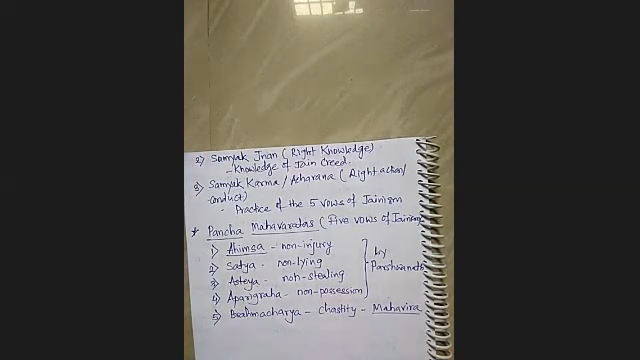 2) Samyak Jnan (Right Knowledge)
- Knowledge of Jain Creed.
3) Samyak Karma / Acharana (Right action/
conduct)
- Practice of the 5 vows of Jainism
* Pancha Mahavaratas (Five vows of Jainism)
1) Ahimsa - non-injury
2) Satya - non-lying
3) Asteya - non-stealing
4) Aparigraha - non-possession
by
Parshwanath
5) Brahmacharya - Chastity - Mahavira